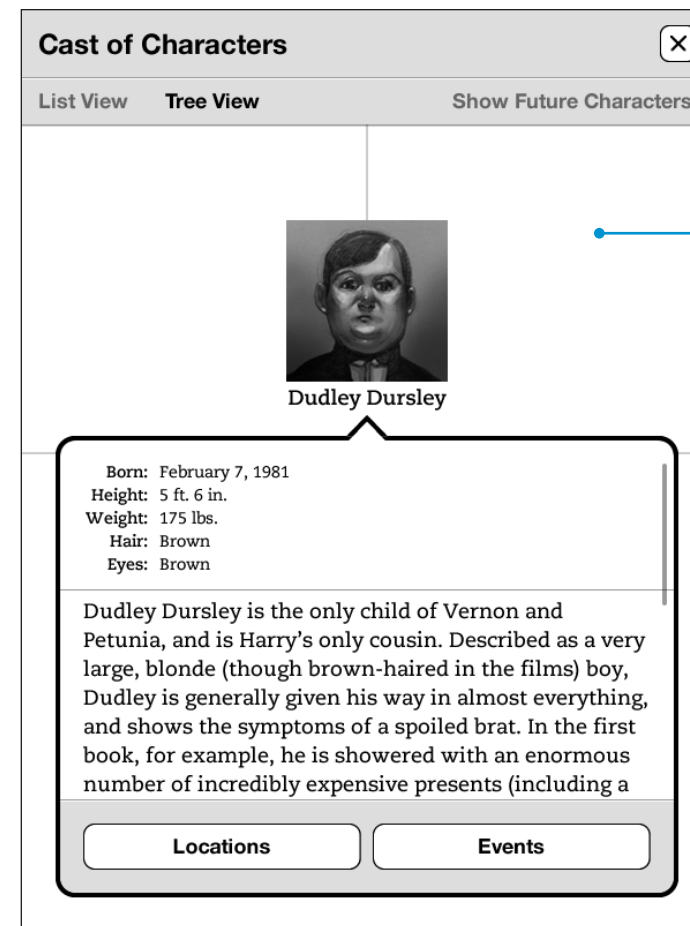 Cast of Characters
List View Tree View Show Future Characters
Dudley Dursley
Born: February 7, 1981
Height: 5 ft. 6 in.
Weight: 175 lbs.
Hair: Brown
Eyes: Brown
Dudley Dursley is the only child of Vernon and
Petunia, and is Harry's only cousin. Described as a very
large, blonde (though brown-haired in the films) boy,
Dudley is generally given his way in almost everything,
and shows the symptoms of a spoiled brat. In the first
book, for example, he is showered with an enormous
number of incredibly expensive presents (including a
Locations Events